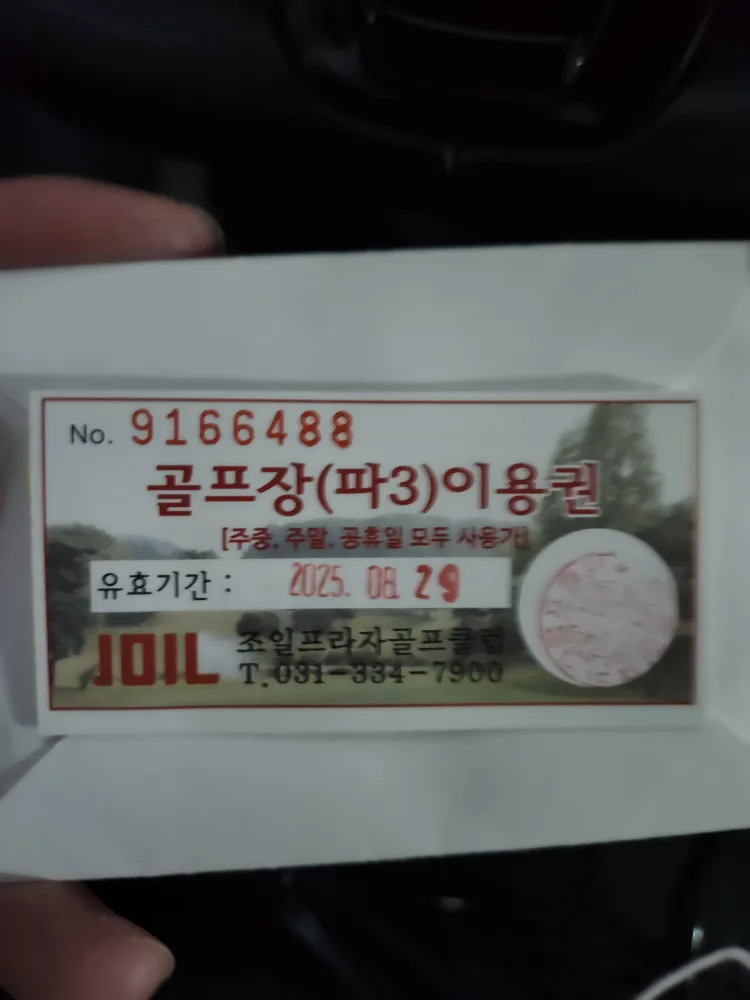 No. 9166488
골프장(파3)이용권
[주중, 주말, 공휴일 모두 사용가]
유효기간 : 2025. 08. 29
JOIL 조일프라자골프클럽
T.031-334-7900